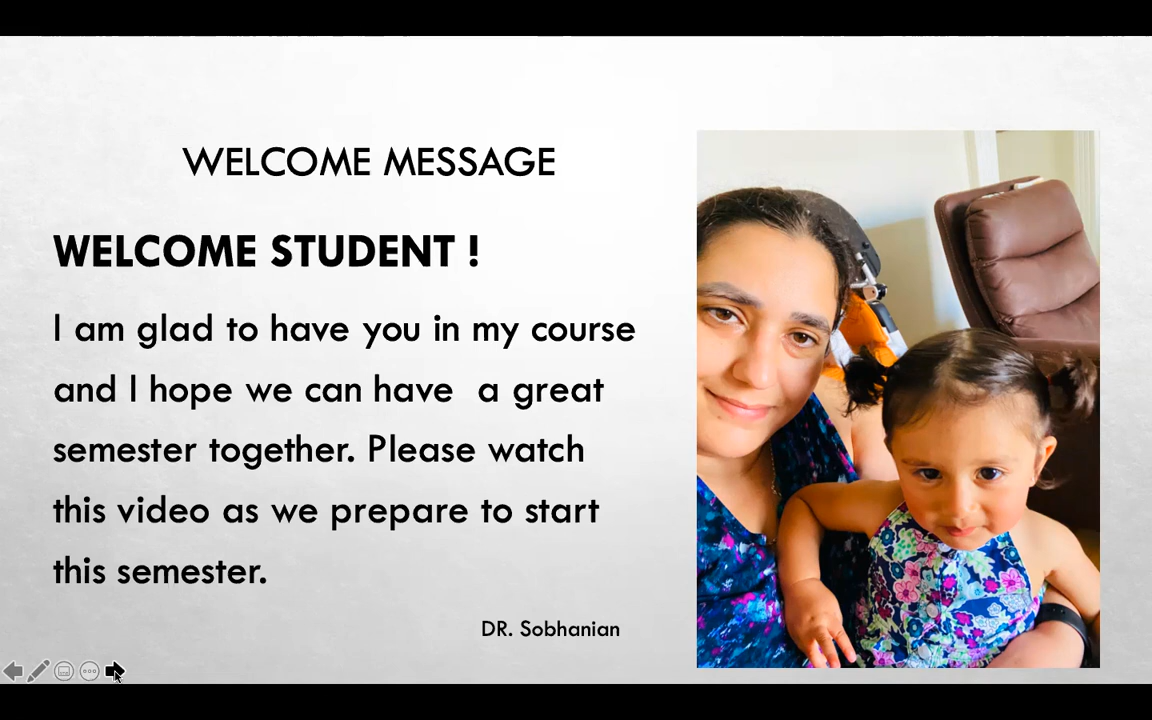 WELCOME MESSAGE
WELCOME STUDENT !
I am glad to have you in my course
and I hope we can have  a great
semester together. Please watch
this video as we prepare to start
this semester.
DR. Sobhanian